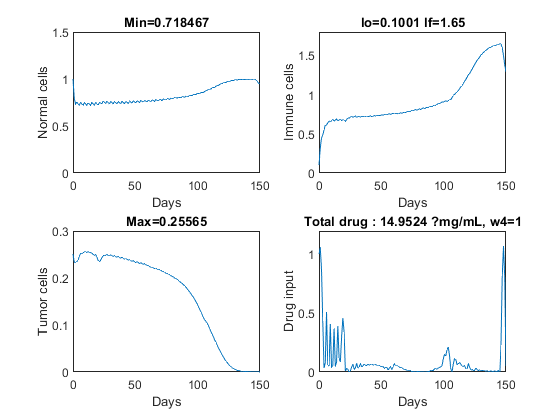 Min=0.718467
1.5
1
0.5
0
Normal cells
0 50 100 150
Days
Io=0.1001 If=1.65
1.5
1
0.5
0
Immune cells
0 50 100 150
Days
Max=0.25565
0.3
0.2
0.1
0
Tumor cells
0 50 100 150
Days
Total drug : 14.9524 ?mg/mL, w4=1
1
0.5
0
Drug input
0 50 100 150
Days